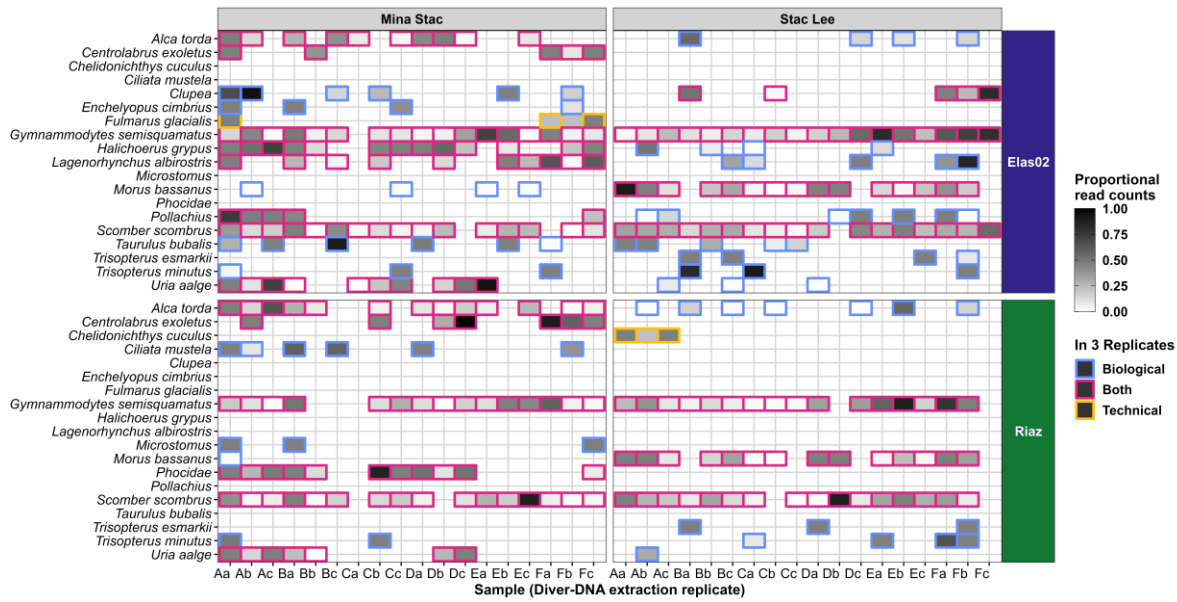 Mina Stac
Stac Lee
Alca torda
Centrolabrus exoletus
Chelidonichthys cuculus
Ciliata mustela
Clupea
Enchelyopus cimbrius
Fulmarus glacialis
Gymnammodytes semisquamatus
Halichoerus grypus
Lagenorhynchus albirostris
Microstomus
Morus bassanus
Phocidae
Pollachius
Scomber scombrus
Taurulus bubalis
Trisopterus esmarkii
Trisopterus minutus
Uria aalge
Elas02
Alca torda
Centrolabrus exoletus
Chelidonichthys cuculus
Ciliata mustela
Clupea
Enchelyopus cimbrius
Fulmarus glacialis
Gymnammodytes semisquamatus
Halichoerus grypus
Lagenorhynchus albirostris
Microstomus
Morus bassanus
Phocidae
Pollachius
Scomber scombrus
Taurulus bubalis
Trisopterus esmarkii
Trisopterus minutus
Uria aalge
Riaz
Aa Ab Ac Ba Bb Bc Ca Cb Cc Da Db Dc Ea Eb Ec Fa Fb Fc
Aa Ab Ac Ba Bb Bc Ca Cb Cc Da Db Dc Ea Eb Ec Fa Fb Fc
Sample (Diver-DNA extraction replicate)
Proportional
read counts
1.00
0.75
0.50
0.25
0.00
In 3 Replicates
Biological
Both
Technical